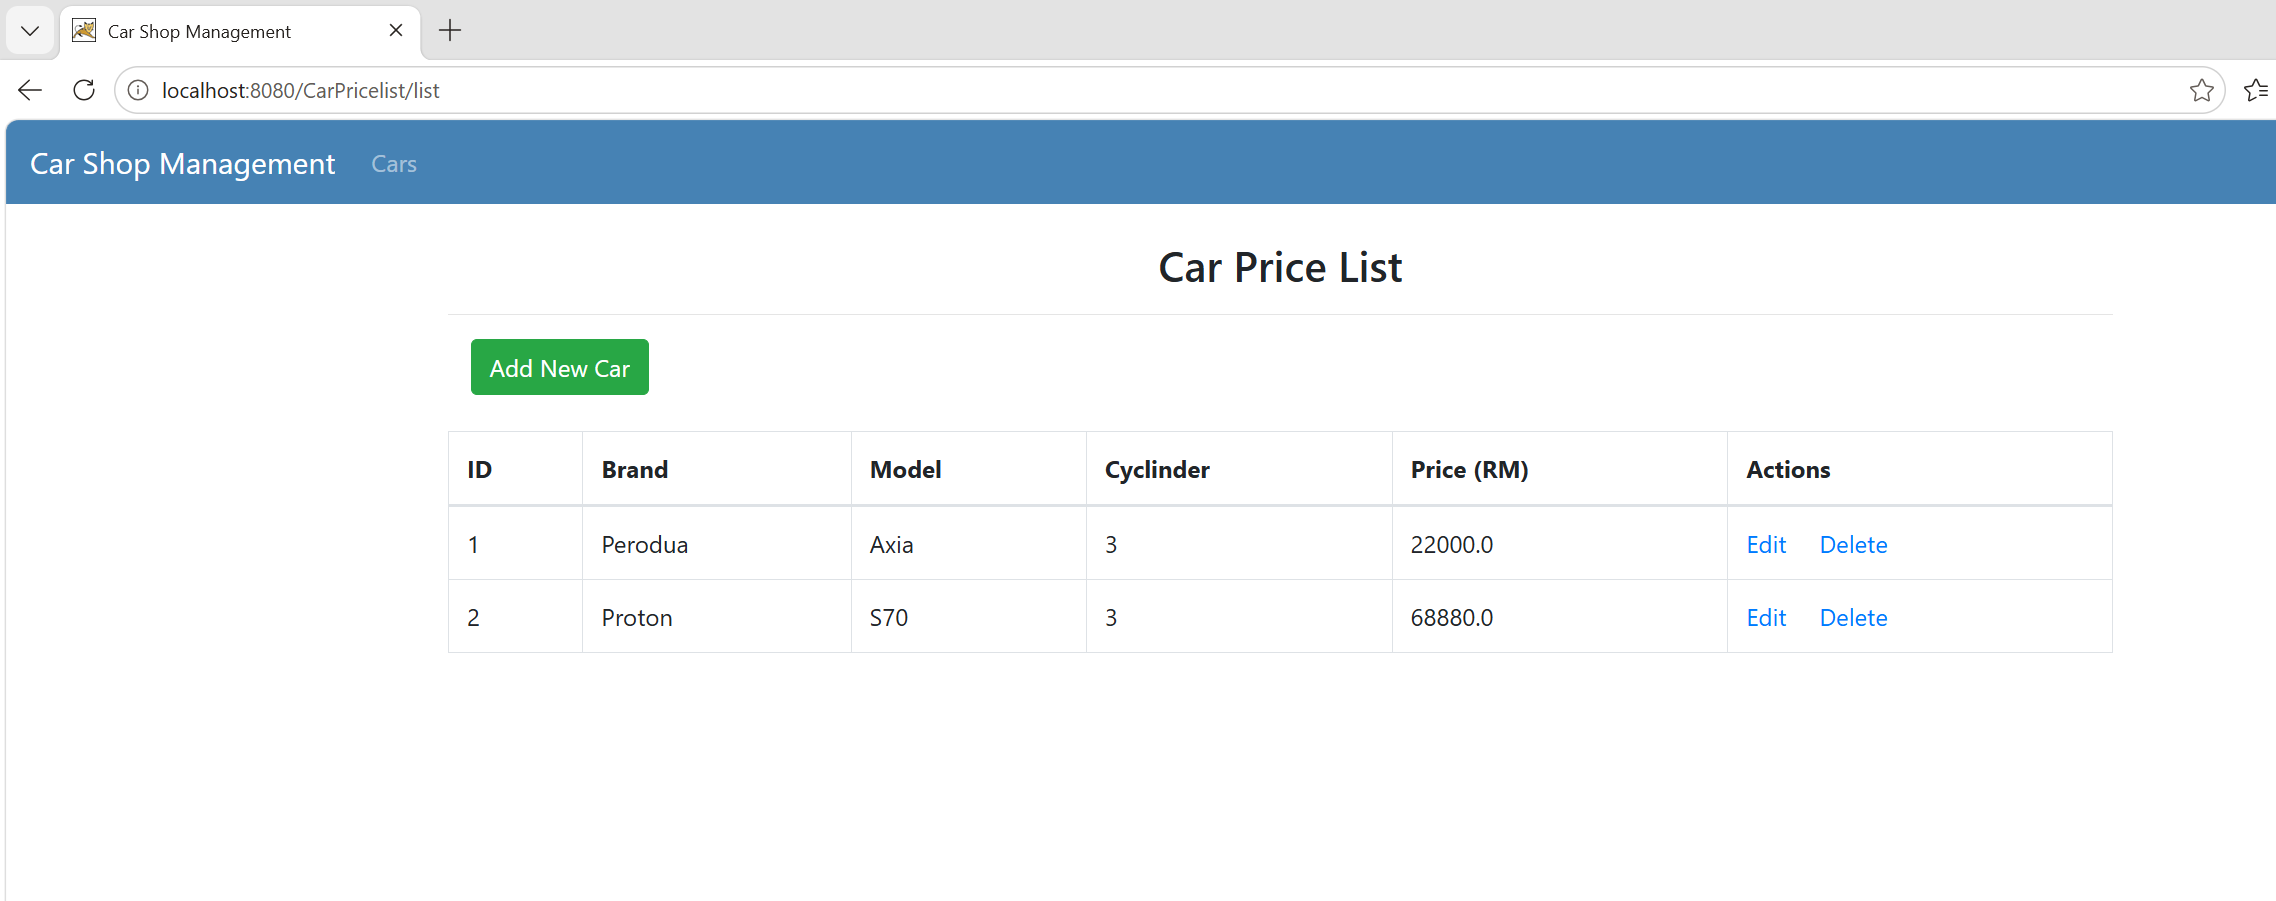 Car Shop Management
localhost:8080/CarPricelist/list
Car Shop Management Cars
Car Price List
Add New Car
ID Brand Model Cyclinder Price (RM) Actions
1 Perodua Axia 3 22000.0 Edit Delete
2 Proton S70 3 68880.0 Edit Delete